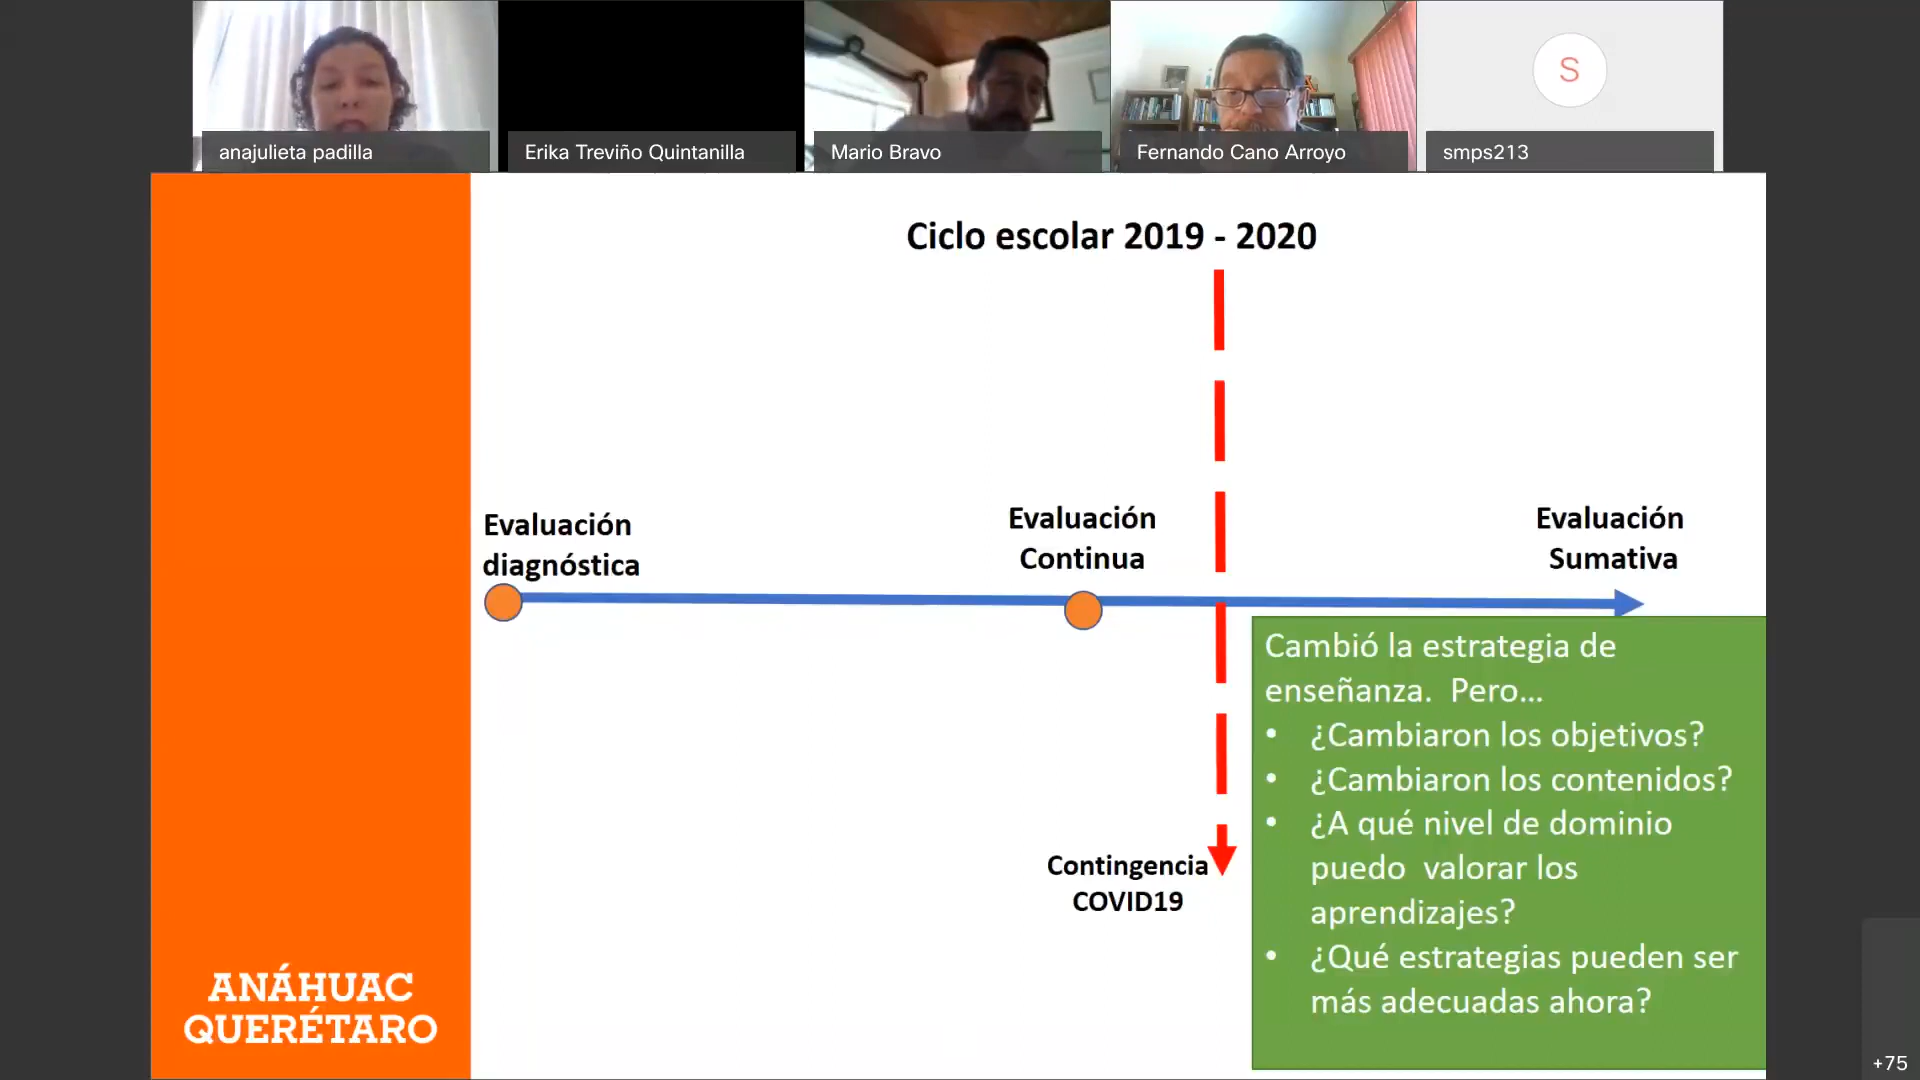 anajulieta padilla
Erika Treviño Quintanilla
Mario Bravo
Fernando Cano Arroyo
S
smps213
Ciclo escolar 2019 - 2020
Evaluación
diagnóstica
Evaluación
Continua
Evaluación
Sumativa
Contingencia
COVID19
Cambió la estrategia de
enseñanza.  Pero...
• ¿Cambiaron los objetivos?
• ¿Cambiaron los contenidos?
• ¿A qué nivel de dominio
puedo  valorar los
aprendizajes?
• ¿Qué estrategias pueden ser
más adecuadas ahora?
ANÁHUAC
QUERÉTARO
+75